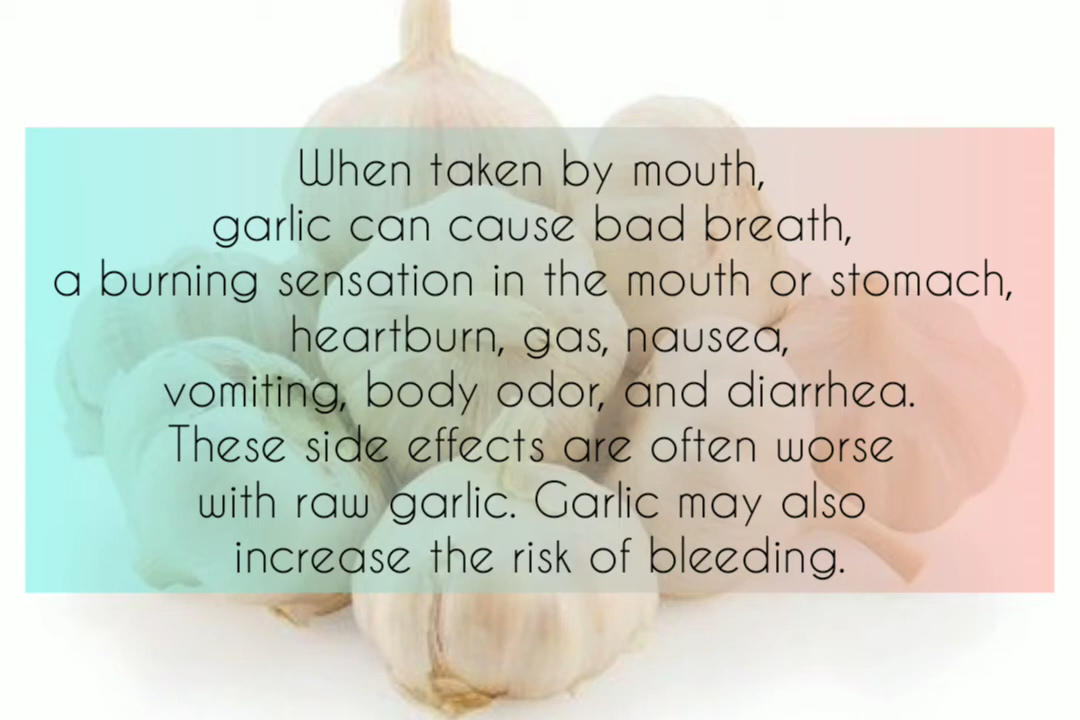 When taken by mouth,
garlic can cause bad breath,
a burning sensation in the mouth or stomach,
heartburn, gas, nausea,
vomiting, body odor, and diarrhea.
These side effects are often worse
with raw garlic. Garlic may also
increase the risk of bleeding.